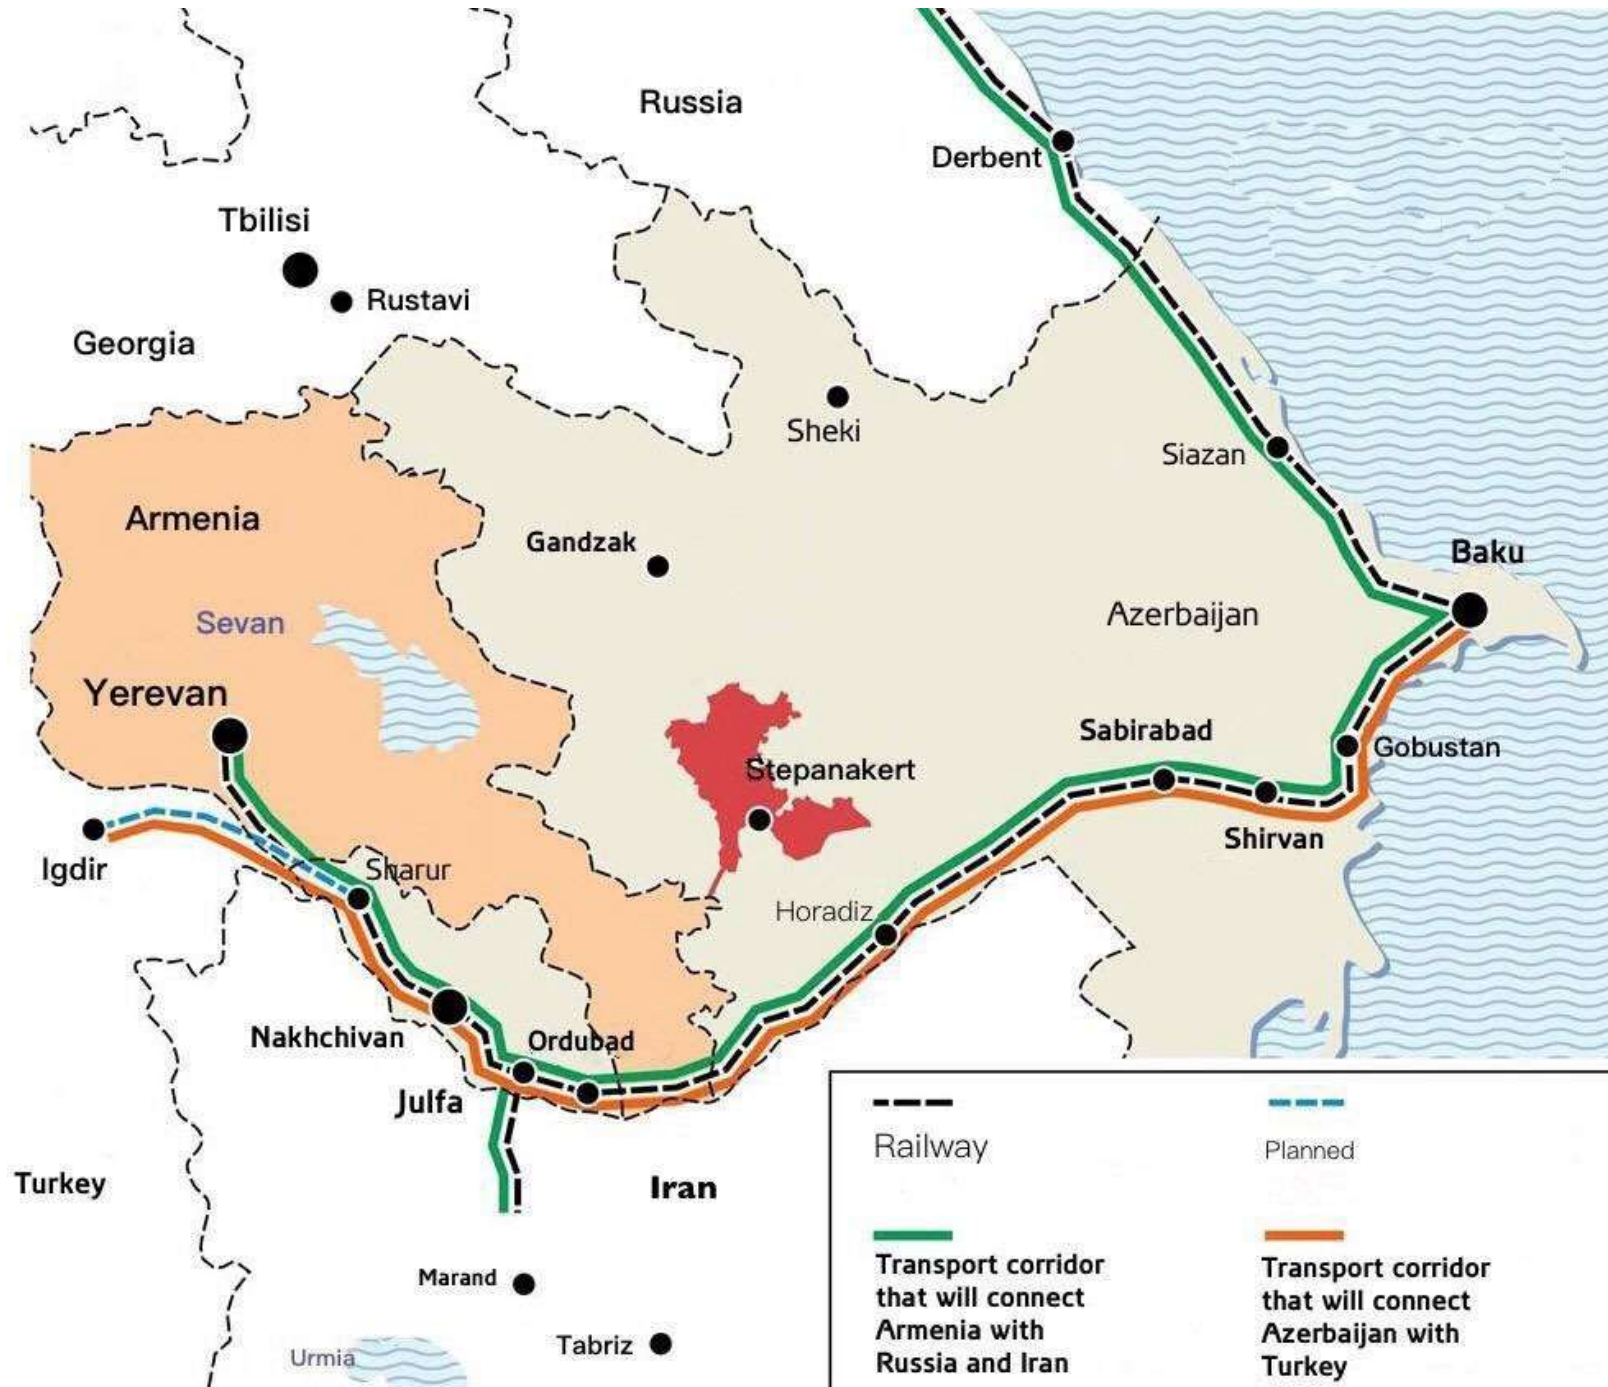 Russia
Derbent
Tbilisi
Rustavi
Georgia
Sheki
Siazan
Armenia
Gandzak
Baku
Sevan
Azerbaijan
Yerevan
Sabirabad
Gobustan
Stepanakert
Shirvan
Igdir
Sharur
Horadiz
Nakhchivan
Ordubad
Julfa
Turkey
Iran
Marand
Tabriz
Urmia
Railway
Planned
Transport corridor
that will connect
Armenia with
Russia and Iran
Transport corridor
that will connect
Azerbaijan with
Turkey